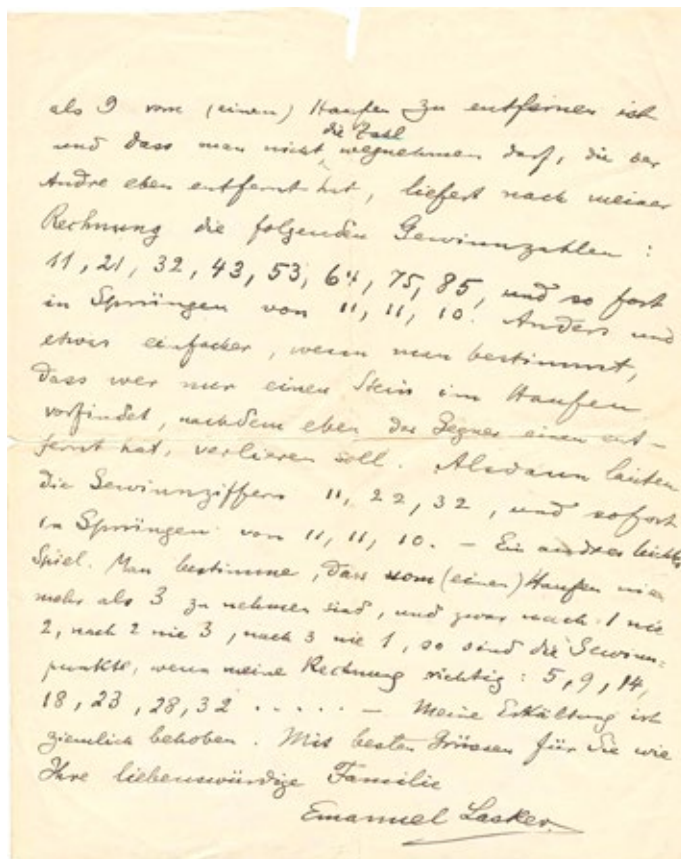 als 9 vom (einen) Haufen zu entfernen ist
und dass man nicht die Zahl wegnehmen darf, die der
Andre eben entfernt hat, liefert nach meiner
Rechnung die folgenden Gewinnzahlen :
11, 21, 32, 43, 53, 64, 75, 85, und so fort
in Sprüngen von 11, 11, 10. Anders und
etwas einfacher, wenn man bestimmt,
dass wer nur einen Stein im Haufen
vorfindet, nachdem eben der Gegner einen ent-
fernt hat, verlieren soll. Alsdann lauten
die Gewinnziffern 11, 22, 32, und sofort
in Sprüngen von 11, 11, 10. – Ein andres leichtes
Spiel. Man bestimme, dass vom (einen) Haufen nie
mehr als 3 zu nehmen sind, und zwar nach 1 nie
2, nach 2 nie 3, nach 3 nie 1, so sind die Gewinn=
punkte, wenn meine Rechnung richtig : 5, 9, 14,
18, 23, 28, 32 . . . . . – Meine Erkältung ist
ziemlich behoben. Mit besten Grüssen für Sie wie
Ihre liebenswürdige Familie
Emanuel Lasker.